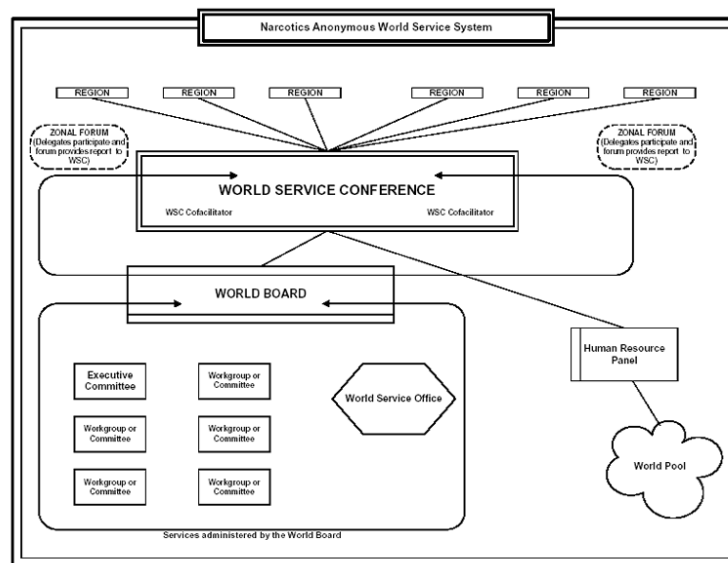 Narcotics Anonymous World Service System
REGION
REGION
REGION
REGION
REGION
REGION
ZONAL FORUM
(Delegates participate and
forum provides report to
WSC)
ZONAL FORUM
(Delegates participate and
forum provides report to
WSC)
WORLD SERVICE CONFERENCE
WSC Cofacilitator
WSC Cofacilitator
WORLD BOARD
Human Resource
Panel
Executive
Committee
Workgroup or
Committee
World Service Office
Workgroup or
Committee
Workgroup or
Committee
Workgroup or
Committee
Workgroup or
Committee
World Pool
Services administered by the World Board